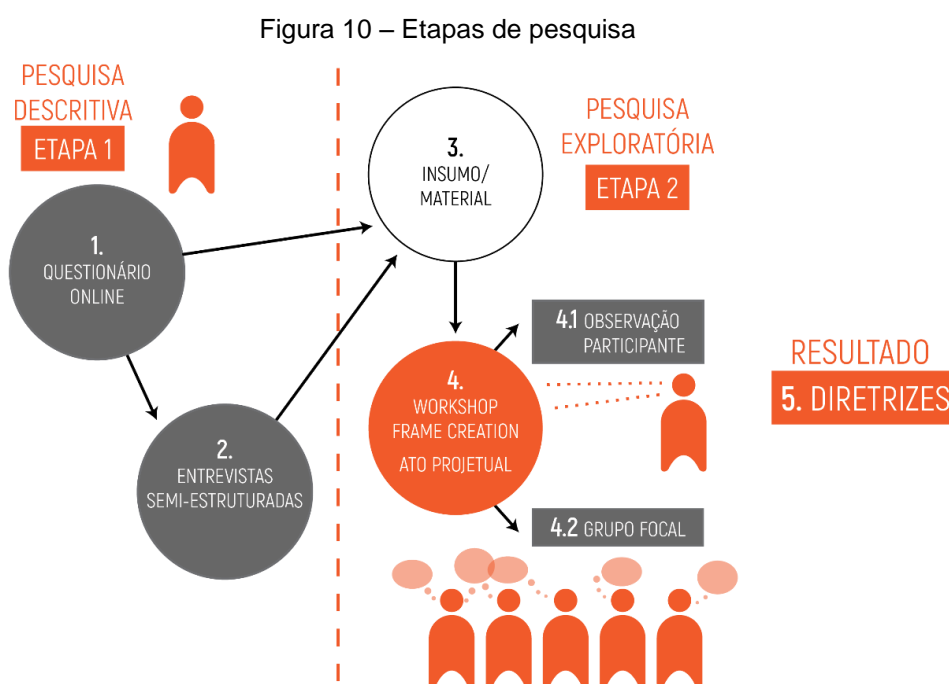 Figura 10 – Etapas de pesquisa
PESQUISA
DESCRITIVA
ETAPA 1
1.
QUESTIONÁRIO
ONLINE
2.
ENTREVISTAS
SEMI-ESTRUTURADAS
3.
INSUMO/
MATERIAL
PESQUISA
EXPLORATÓRIA
ETAPA 2
4.
WORKSHOP
FRAME CREATION
ATO PROJETUAL
4.1 OBSERVAÇÃO
PARTICIPANTE
4.2 GRUPO FOCAL
RESULTADO
5. DIRETRIZES